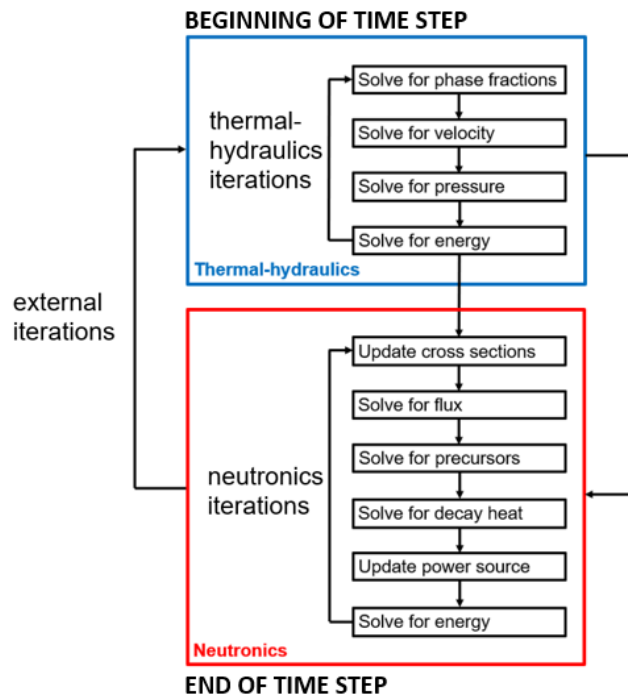 BEGINNING OF TIME STEP
Solve for phase fractions
thermal-
hydraulics
iterations
Solve for velocity
Solve for pressure
Solve for energy
Thermal-hydraulics
external
iterations
Update cross sections
Solve for flux
Solve for precursors
neutronics
iterations
Solve for decay heat
Update power source
Solve for energy
Neutronics
END OF TIME STEP